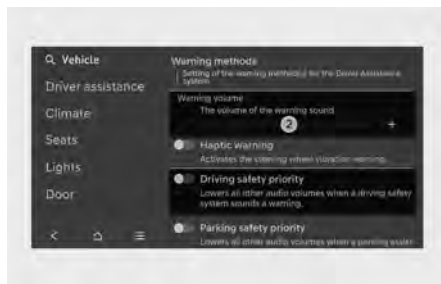 Vehicle
Driver assistance
Climate
Seats
Lights
Door
Warning methods
Setting of the warning method(s) for the Driver Assistance
system.
Warning volume
The volume of the warning sound
2
+
Haptic warning
Activates the steering wheel vibration warning.
Driving safety priority
Lowers all other audio volumes when a driving safety
system sounds a warning.
Parking safety priority
Lowers all other audio volumes when a parking assist